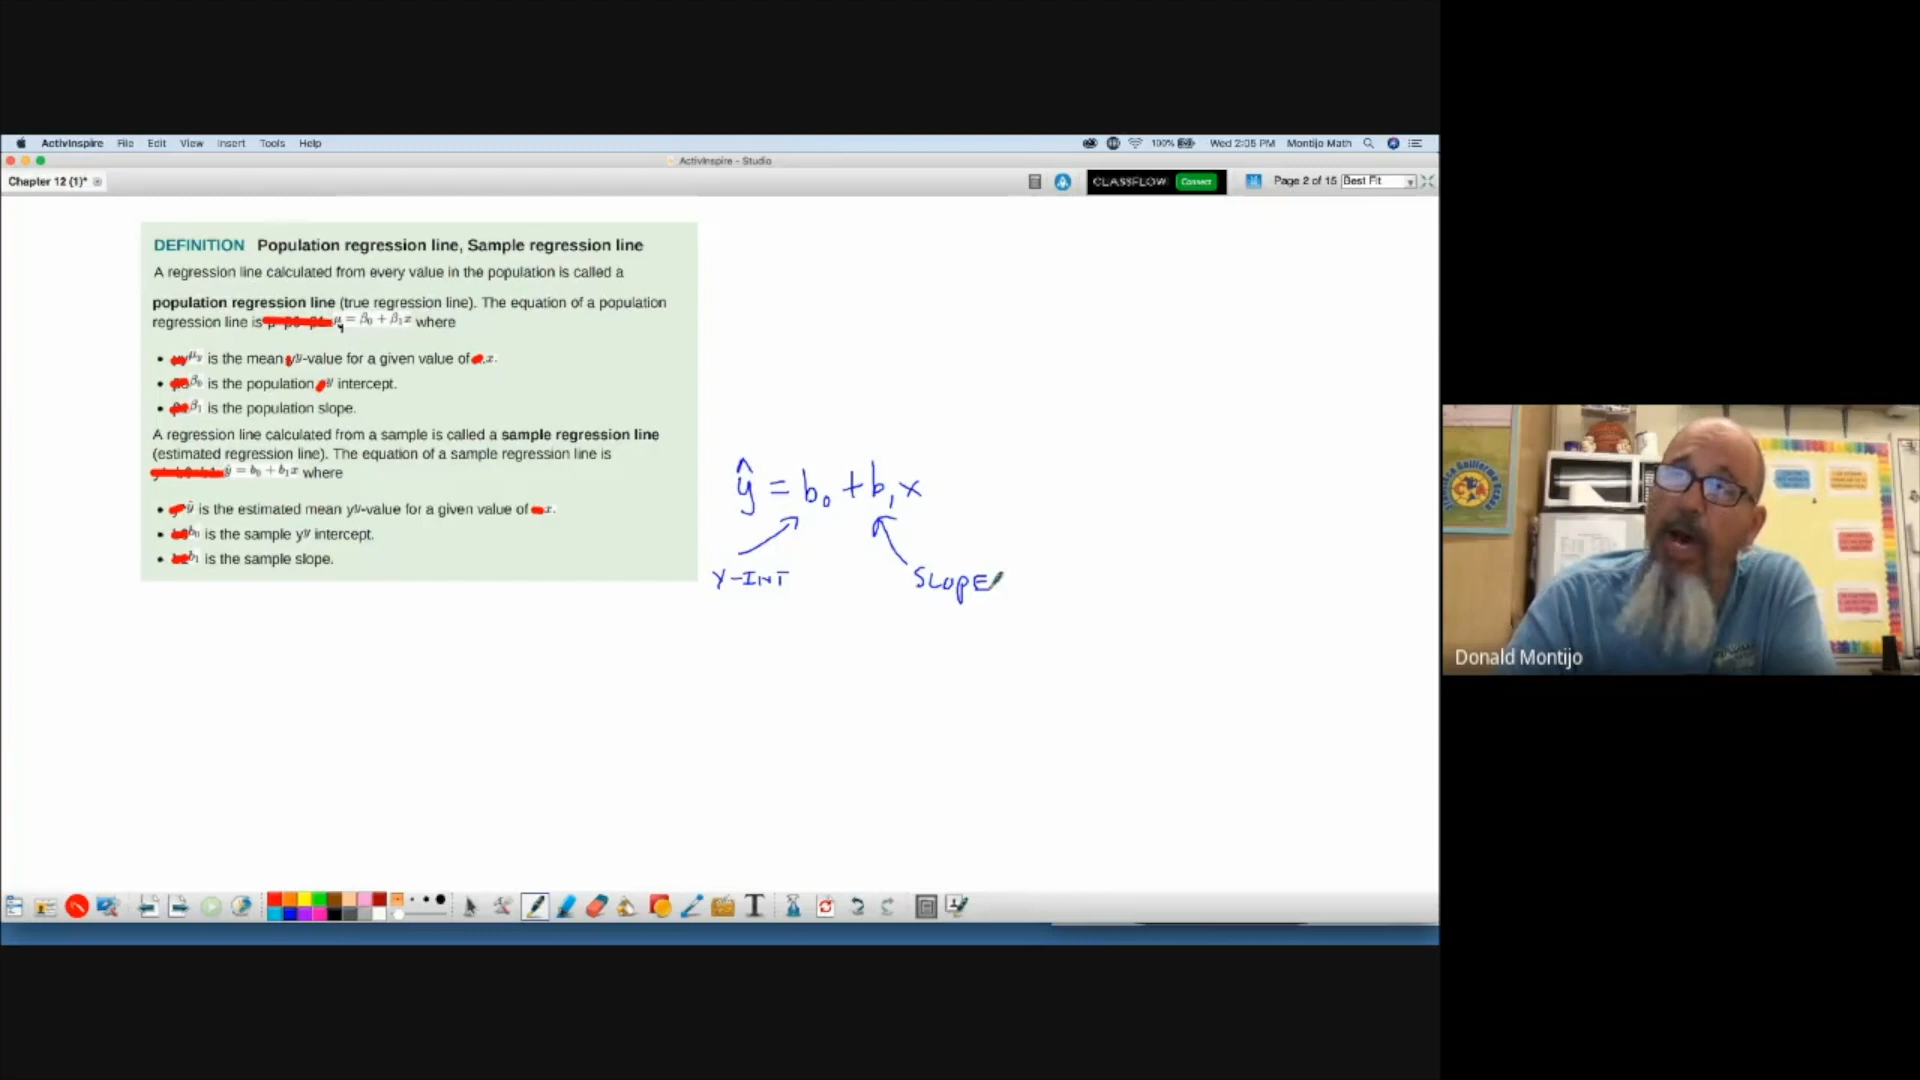 ActivInspire File Edit View Insert Tools Help 100% Wed 2:05 PM Montijo Math
ActivInspire - Studio
Chapter 12 (1)* CLASSFLOW Connect Page 2 of 15 Best Fit
DEFINITION Population regression line, Sample regression line
A regression line calculated from every value in the population is called a
population regression line (true regression line). The equation of a population
regression line is μy = β₀ + β₁x where
• μy is the mean y-value for a given value of x.
• β₀ is the population y intercept.
• β₁ is the population slope.
A regression line calculated from a sample is called a sample regression line
(estimated regression line). The equation of a sample regression line is
ŷ = b₀ + b₁x where
• ŷ is the estimated mean yy-value for a given value of x.
• b₀ is the sample yy intercept.
• b₁ is the sample slope.
ŷ = b₀ + b₁x
Y-INT
SLOPE
T
Donald Montijo